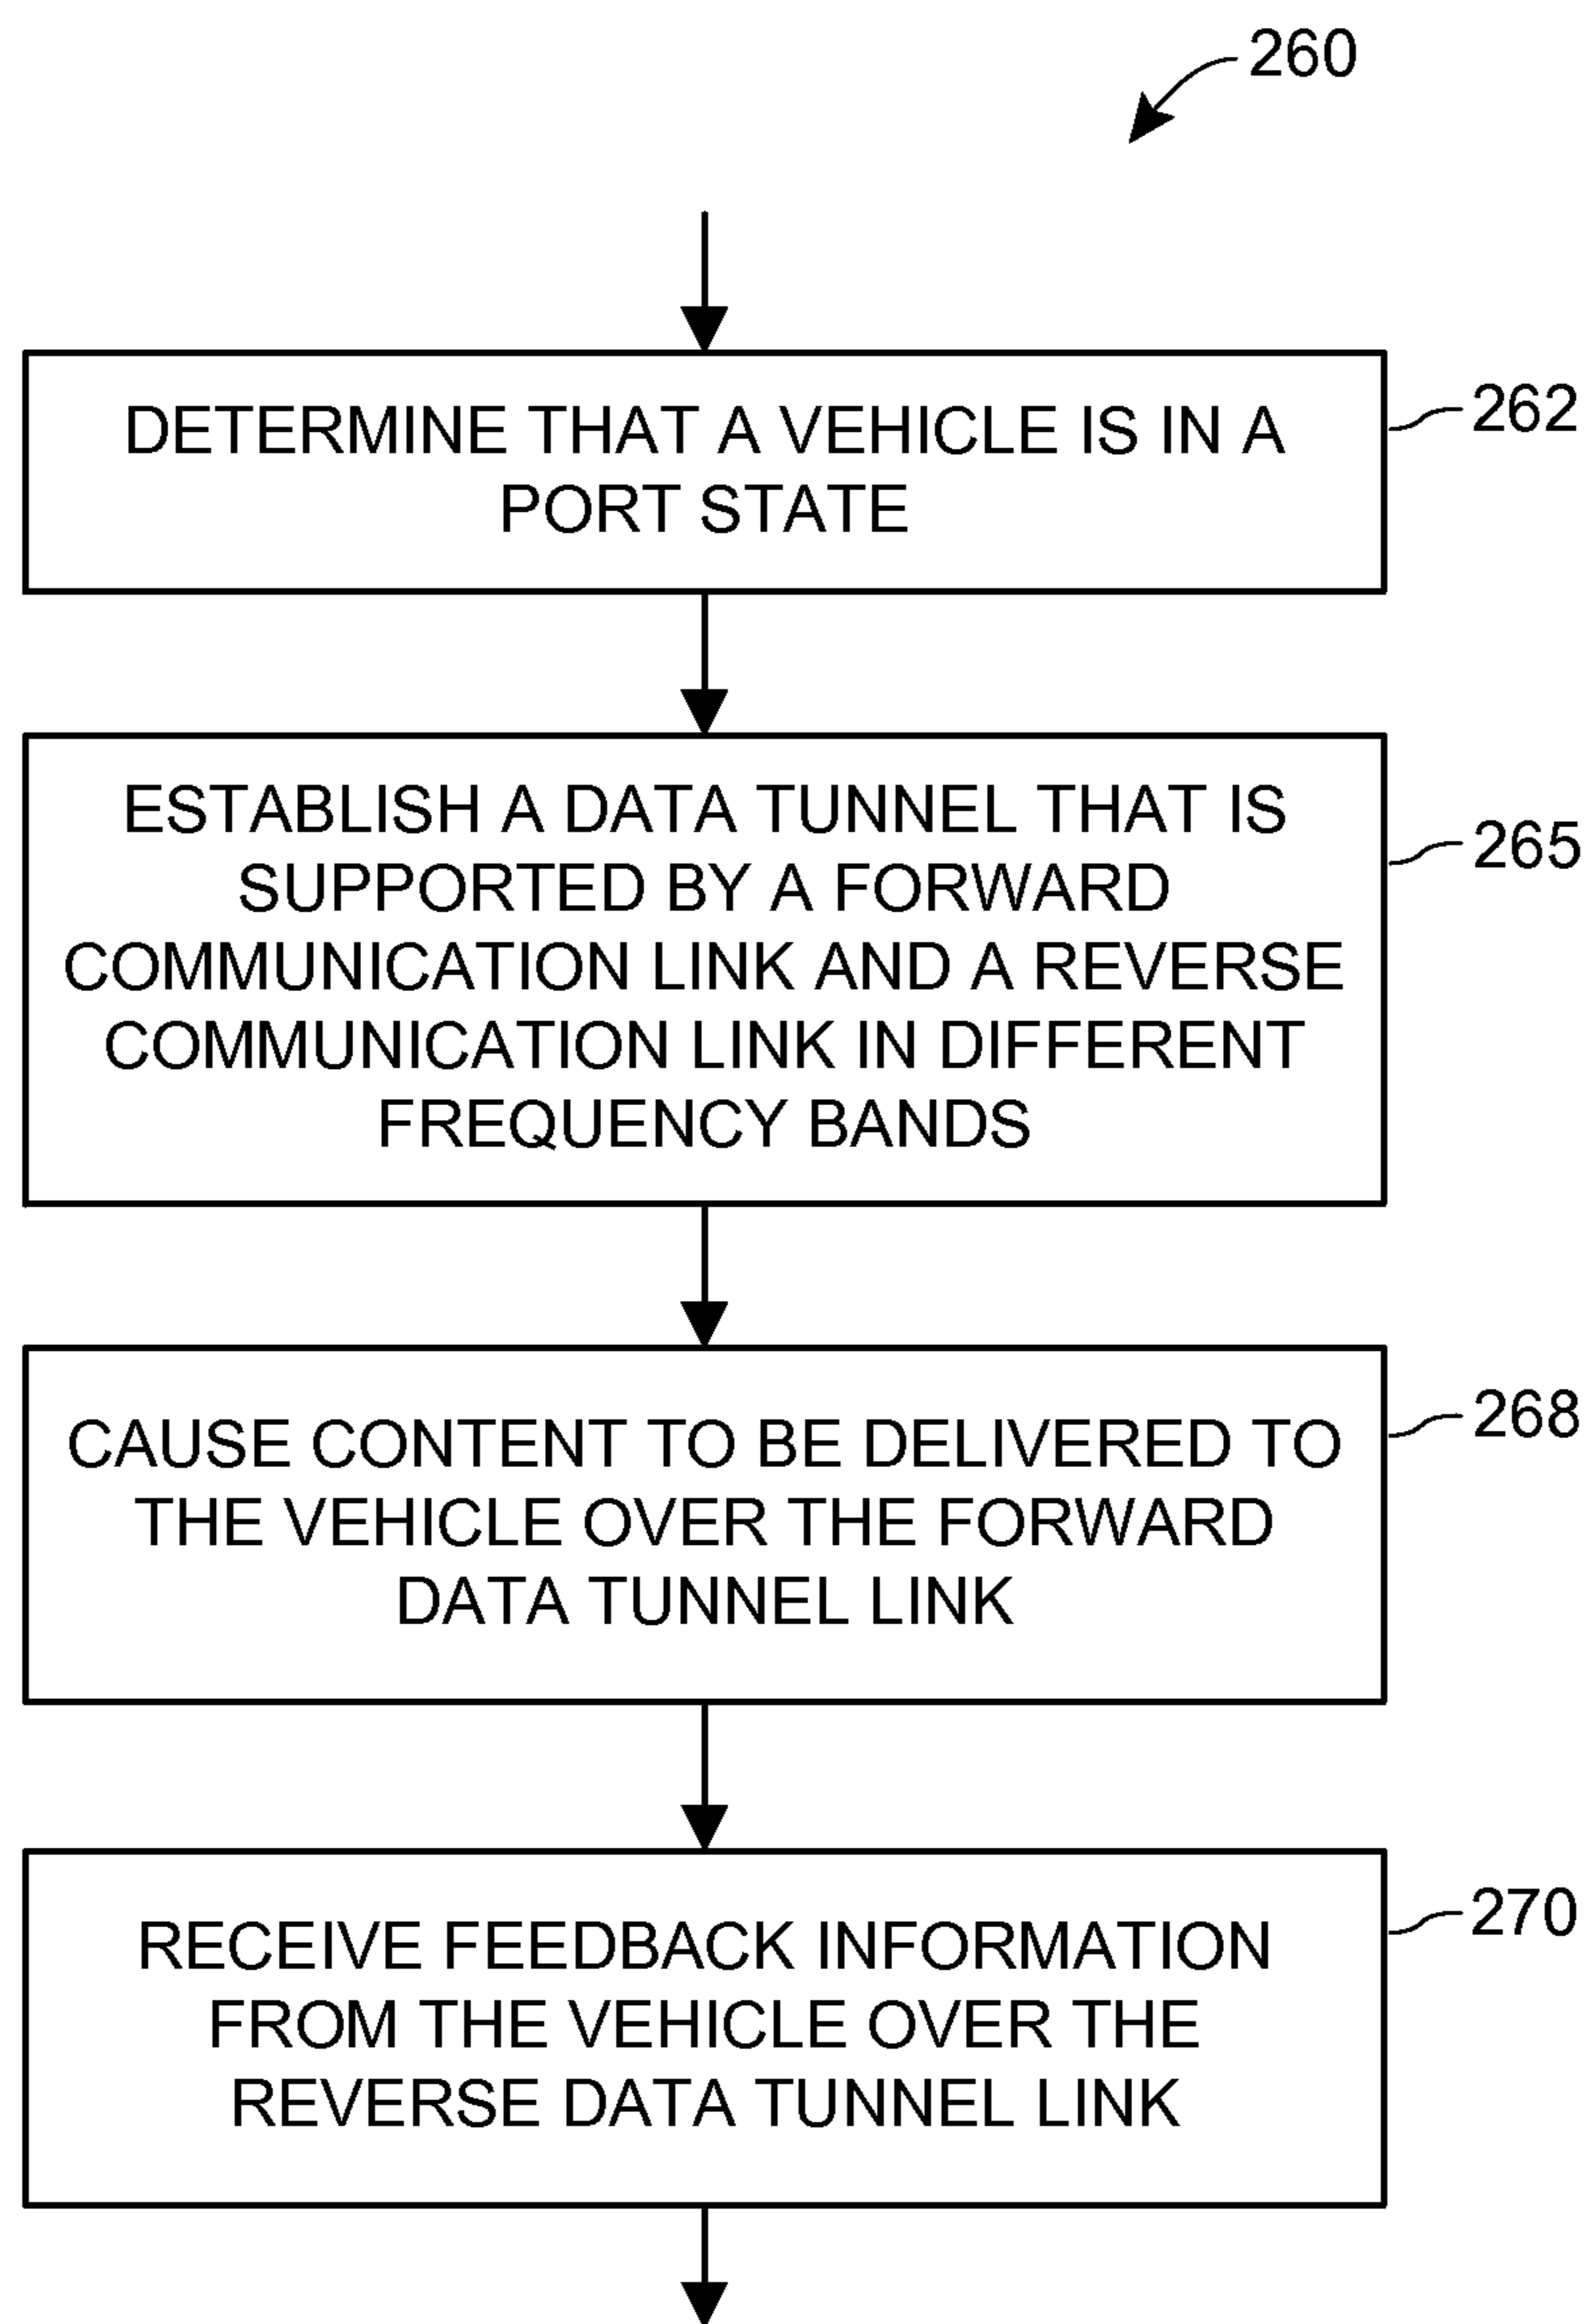 260
DETERMINE THAT A VEHICLE IS IN A
PORT STATE
262
ESTABLISH A DATA TUNNEL THAT IS
SUPPORTED BY A FORWARD
COMMUNICATION LINK AND A REVERSE
COMMUNICATION LINK IN DIFFERENT
FREQUENCY BANDS
265
CAUSE CONTENT TO BE DELIVERED TO
THE VEHICLE OVER THE FORWARD
DATA TUNNEL LINK
268
RECEIVE FEEDBACK INFORMATION
FROM THE VEHICLE OVER THE
REVERSE DATA TUNNEL LINK
270